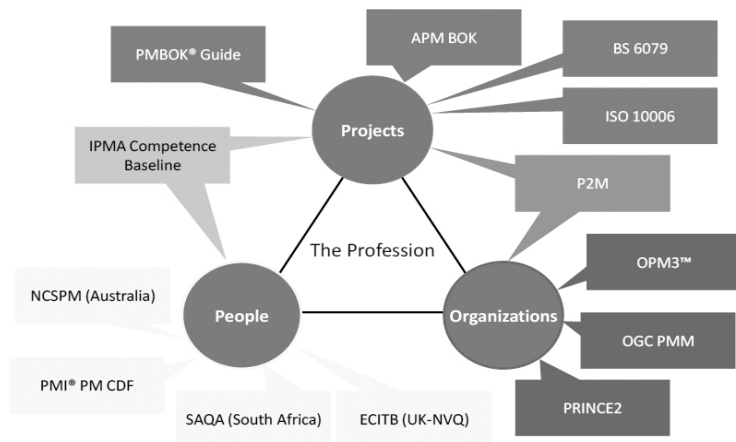 APM BOK
PMBOK® Guide
BS 6079
ISO 10006
Projects
IPMA Competence
Baseline
P2M
The Profession
OPM3™
NCSPM (Australia)
People
Organizations
OGC PMM
PMI® PM CDF
PRINCE2
SAQA (South Africa)
ECITB (UK-NVQ)